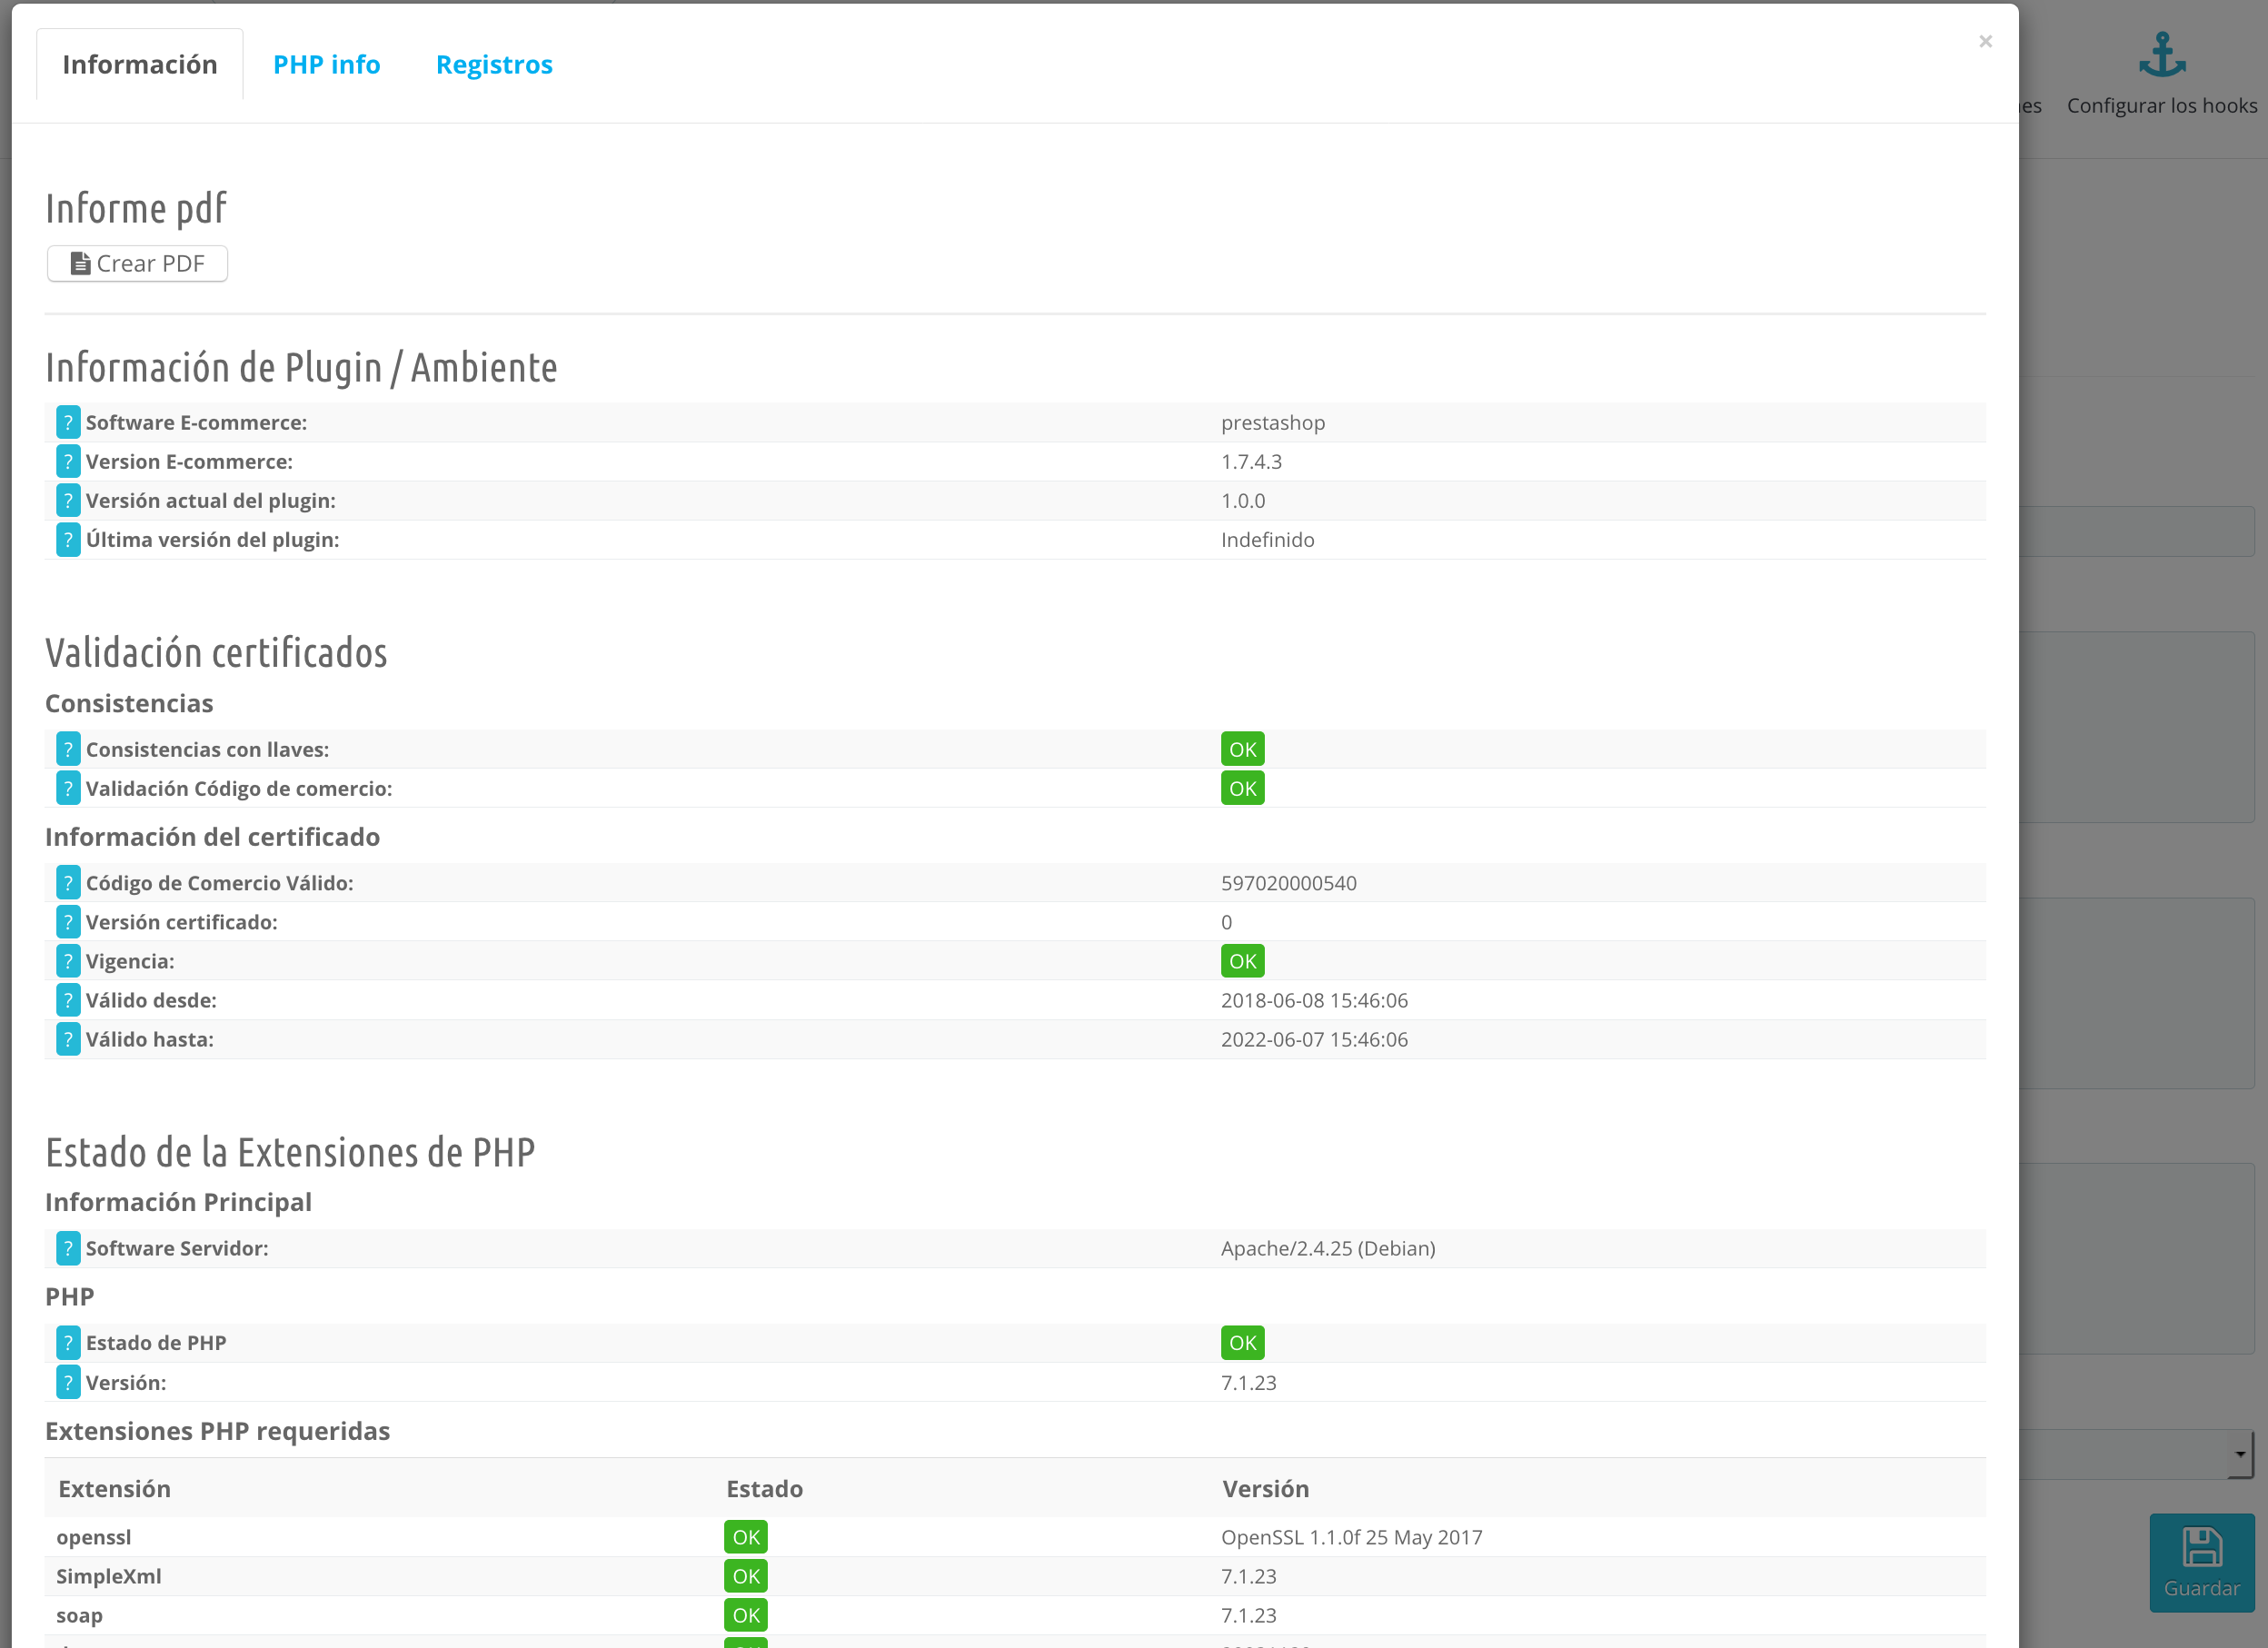 Información PHP info Registros ×
Configurar los hooks
Informe pdf
Crear PDF
Información de Plugin / Ambiente
? Software E-commerce: prestashop
? Version E-commerce: 1.7.4.3
? Versión actual del plugin: 1.0.0
? Última versión del plugin: Indefinido
Validación certificados
Consistencias
? Consistencias con llaves: OK
? Validación Código de comercio: OK
Información del certificado
? Código de Comercio Válido: 597020000540
? Versión certificado: 0
? Vigencia: OK
? Válido desde: 2018-06-08 15:46:06
? Válido hasta: 2022-06-07 15:46:06
Estado de la Extensiones de PHP
Información Principal
? Software Servidor: Apache/2.4.25 (Debian)
PHP
? Estado de PHP OK
? Versión: 7.1.23
Extensiones PHP requeridas
Extensión Estado Versión
openssl OK OpenSSL 1.1.0f 25 May 2017
SimpleXml OK 7.1.23
soap OK 7.1.23
Guardar